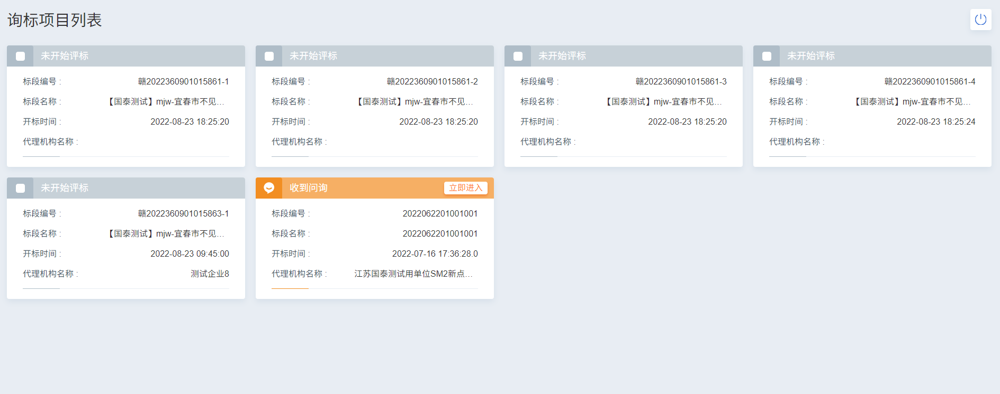 询标项目列表
未开始评标
标段编号： 赣2022360901015861-1
标段名称： 【国泰测试】mjw-宜春市不见...
开标时间： 2022-08-23 18:25:20
代理机构名称：
未开始评标
标段编号： 赣2022360901015861-2
标段名称： 【国泰测试】mjw-宜春市不见...
开标时间： 2022-08-23 18:25:20
代理机构名称：
未开始评标
标段编号： 赣2022360901015861-3
标段名称： 【国泰测试】mjw-宜春市不见...
开标时间： 2022-08-23 18:25:20
代理机构名称：
未开始评标
标段编号： 赣2022360901015861-4
标段名称： 【国泰测试】mjw-宜春市不见...
开标时间： 2022-08-23 18:25:24
代理机构名称：
未开始评标
标段编号： 赣2022360901015863-1
标段名称： 【国泰测试】mjw-宜春市不见...
开标时间： 2022-08-23 09:45:00
代理机构名称： 测试企业8
收到问询 立即进入
标段编号： 2022062201001001
标段名称： 2022062201001001
开标时间： 2022-07-16 17:36:28.0
代理机构名称： 江苏国泰测试用单位SM2新点...